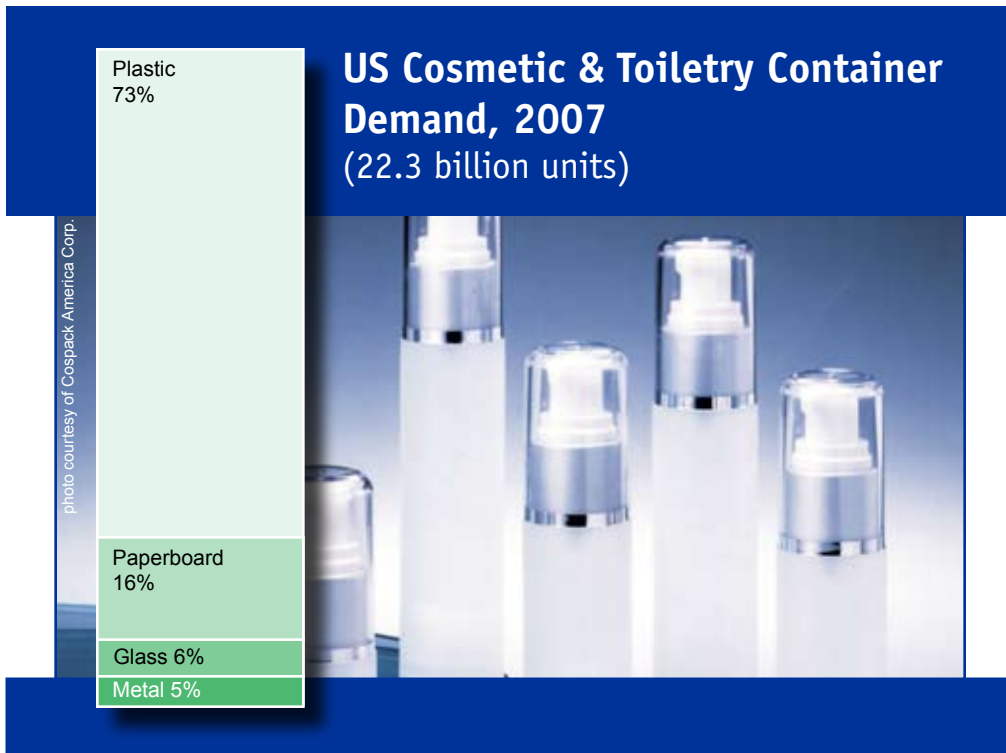 US Cosmetic & Toiletry Container
Demand, 2007
(22.3 billion units)
Plastic
73%
Paperboard
16%
Glass 6%
Metal 5%
photo courtesy of Cospack America Corp.